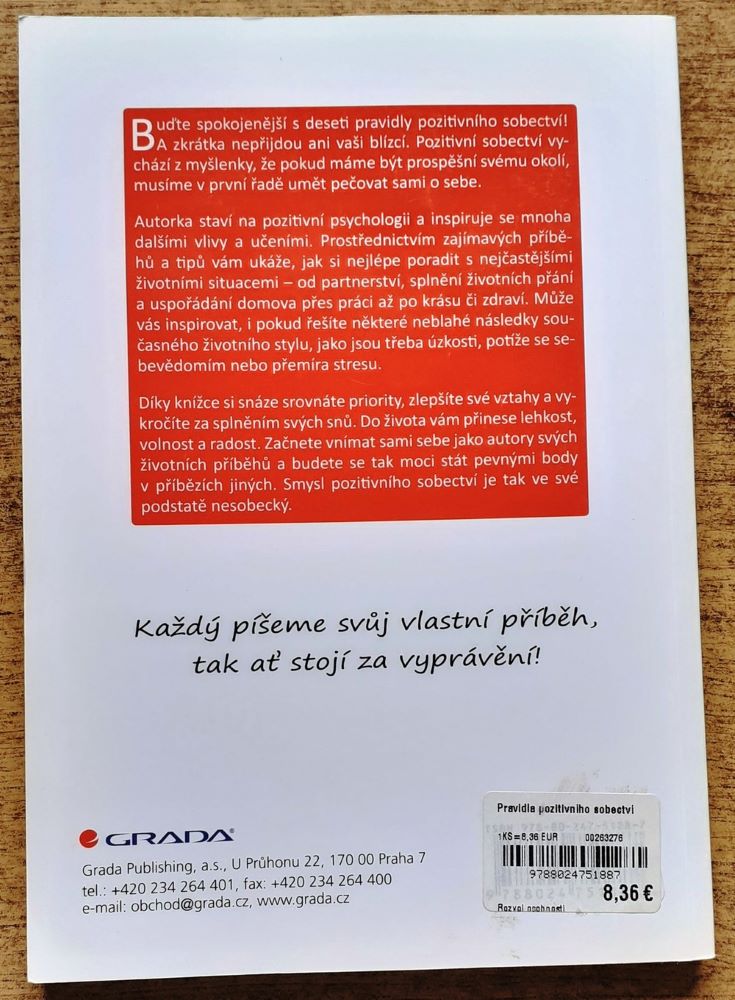 Buďte spokojenější s deseti pravidly pozitivního sobectví!
A zkrátka nepřijdou ani vaši blízcí. Pozitivní sobectví vy-
chází z myšlenky, že pokud máme být prospěšní svému okolí,
musíme v první řadě umět pečovat sami o sebe.
Autorka staví na pozitivní psychologii a inspiruje se mnoha
dalšími vlivy a učeními. Prostřednictvím zajímavých příbě-
hů a tipů vám ukáže, jak si nejlépe poradit s nejčastějšími
životními situacemi – od partnerství, splnění životních přání
a uspořádání domova přes práci až po krásu či zdraví. Může
vás inspirovat, i pokud řešíte některé neblahé následky sou-
časného životního stylu, jako jsou třeba úzkosti, potíže se se-
bevědomím nebo přemíra stresu.
Díky knížce si snáze srovnáte priority, zlepšíte své vztahy a vy-
kročíte za splněním svých snů. Do života vám přinese lehkost,
volnost a radost. Začnete vnímat sami sebe jako autory svých
životních příběhů a budete se tak moci stát pevnými body
v příbězích jiných. Smysl pozitivního sobectví je tak ve své
podstatě nesobecký.
Každý píšeme svůj vlastní příběh,
tak ať stojí za vyprávění!
GRADA
Grada Publishing, a.s., U Průhonu 22, 170 00 Praha 7
tel.: +420 234 264 401, fax: +420 234 264 400
e-mail: obchod@grada.cz, www.grada.cz
Pravidla pozitivního sobectví
1KS=8,36 EUR 00263276
9788024751887
8,36 €
Rozvoj osobnosti